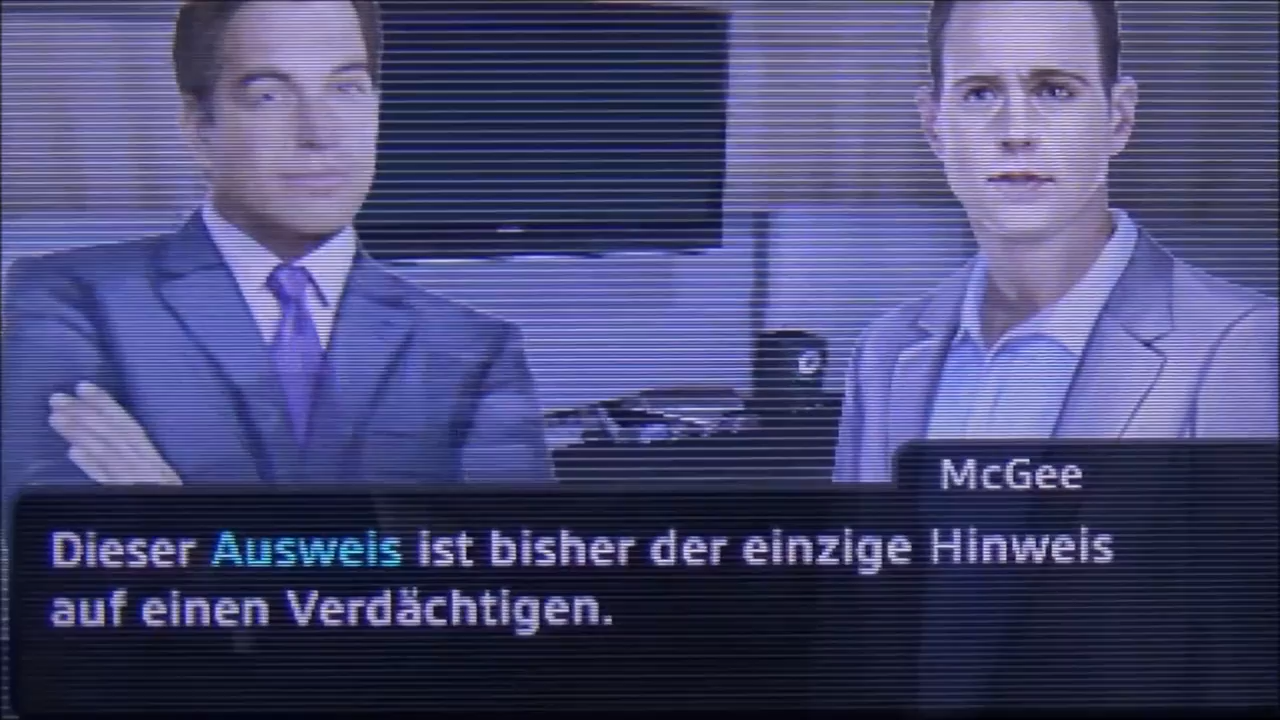 McGee
Dieser Ausweis ist bisher der einzige Hinweis
auf einen Verdächtigen.